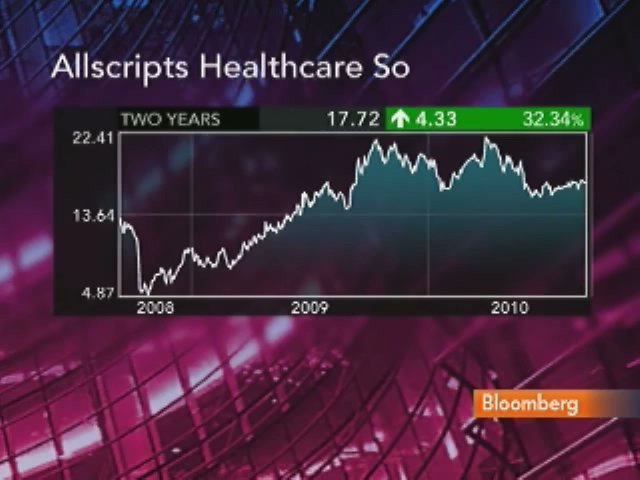 Allscripts Healthcare So
TWO YEARS 17.72 4.33 32.34%
22.41
13.64
4.87
2008 2009 2010
Bloomberg